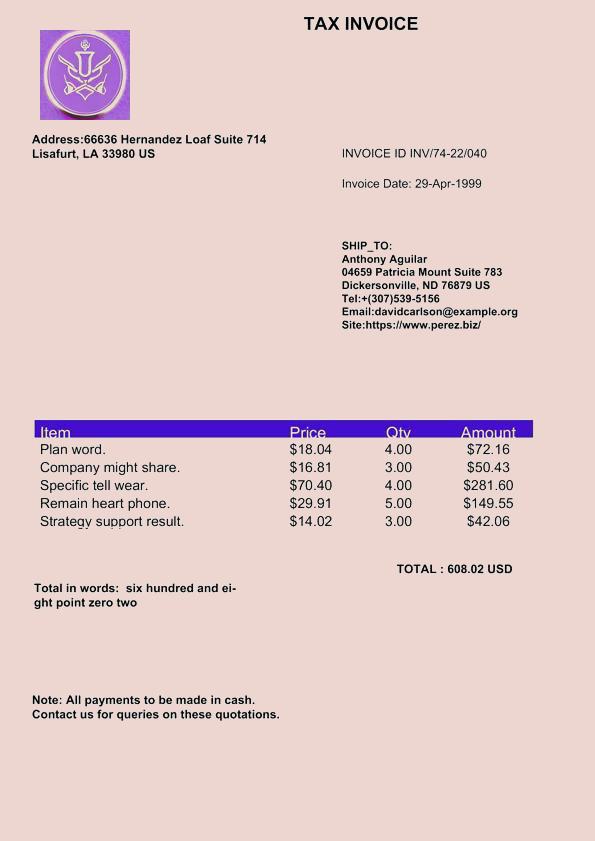 TAX INVOICE
Address:66636 Hernandez Loaf Suite 714
Lisafurt, LA 33980 US
INVOICE ID INV/74-22/040
Invoice Date: 29-Apr-1999
SHIP_TO:
Anthony Aguilar
04659 Patricia Mount Suite 783
Dickersonville, ND 76879 US
Tel:+(307)539-5156
Email:davidcarlson@example.org
Site:https://www.perez.biz/
Item Price Qty Amount
Plan word. $18.04 4.00 $72.16
Company might share. $16.81 3.00 $50.43
Specific tell wear. $70.40 4.00 $281.60
Remain heart phone. $29.91 5.00 $149.55
Strategy support result. $14.02 3.00 $42.06
TOTAL : 608.02 USD
Total in words:  six hundred and ei-
ght point zero two
Note: All payments to be made in cash.
Contact us for queries on these quotations.